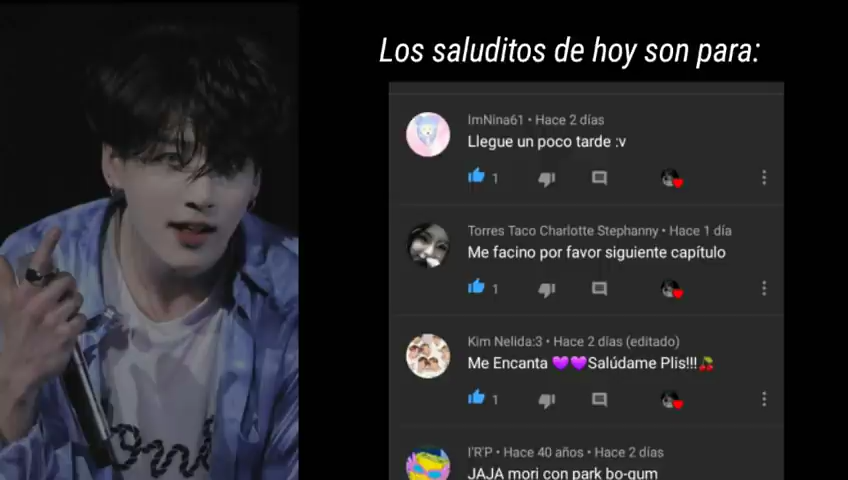 Los saluditos de hoy son para:
ImNina61 • Hace 2 días
Llegue un poco tarde :v
1
Torres Taco Charlotte Stephanny • Hace 1 día
Me facino por favor siguiente capítulo
1
Kim Nelida:3 • Hace 2 días (editado)
Me Encanta 💜💜Salúdame Plis!!!🍒
1
I'R'P • Hace 40 años • Hace 2 días
JAJA mori con park bo-gum